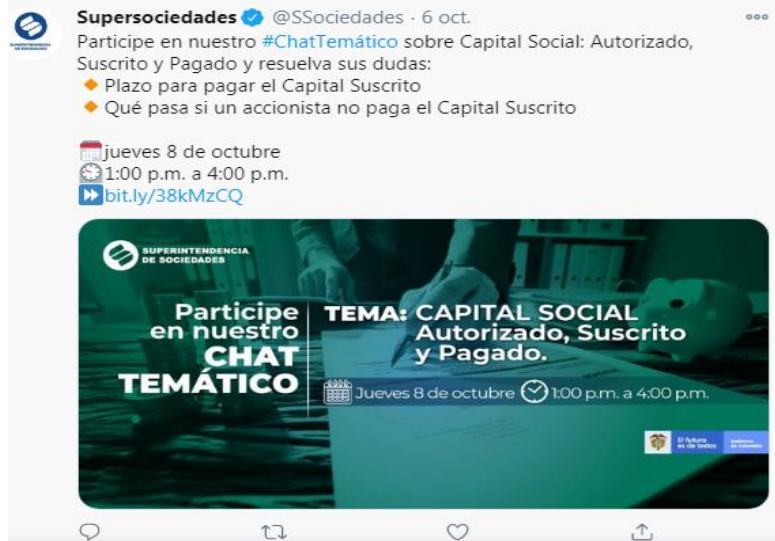 Supersociedades @SSociedades · 6 oct.
Participe en nuestro #ChatTemático sobre Capital Social: Autorizado,
Suscrito y Pagado y resuelva sus dudas:
Plazo para pagar el Capital Suscrito
Qué pasa si un accionista no paga el Capital Suscrito
jueves 8 de octubre
1:00 p.m. a 4:00 p.m.
bit.ly/38kMzCQ
SUPERINTENDENCIA
DE SOCIEDADES
Participe
en nuestro
CHAT
TEMÁTICO
TEMA: CAPITAL SOCIAL
Autorizado, Suscrito
y Pagado.
Jueves 8 de octubre 1:00 p.m. a 4:00 p.m.
El futuro
es de todos
Gobierno
de Colombia